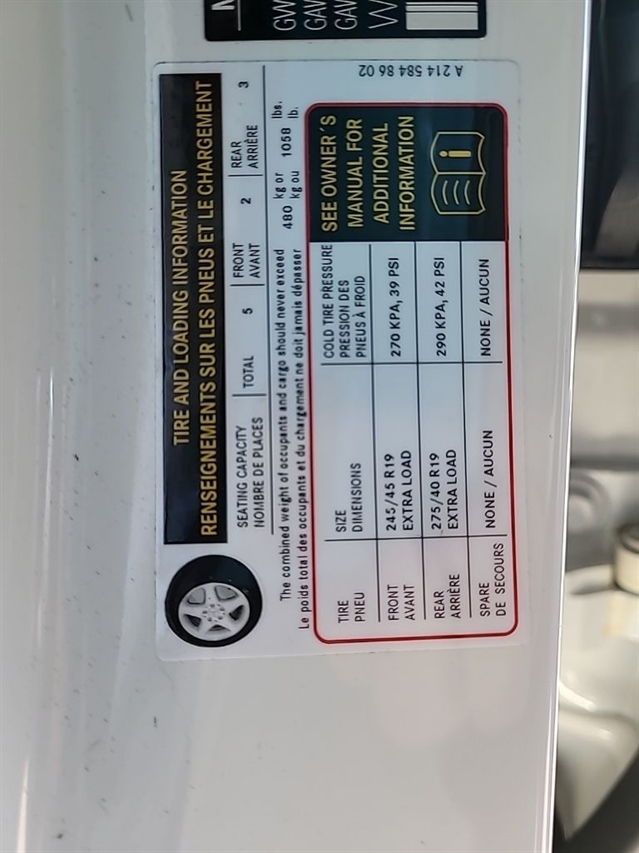 GW
GAW
GAW
TIRE AND LOADING INFORMATION
RENSEIGNEMENTS SUR LES PNEUS ET LE CHARGEMENT
SEATING CAPACITY
NOMBRE DE PLACES
TOTAL 5
FRONT
AVANT
2
REAR
ARRIÈRE
3
The combined weight of occupants and cargo should never exceed 480 kg or 1058 lbs.
Le poids total des occupants et du chargement ne doit jamais dépasser kg ou lb.
TIRE
PNEU
SIZE
DIMENSIONS
COLD TIRE PRESSURE
PRESSION DES
PNEUS À FROID
FRONT
AVANT
245/45 R19
EXTRA LOAD
270 KPA, 39 PSI
REAR
ARRIÈRE
275/40 R19
EXTRA LOAD
290 KPA, 42 PSI
SPARE
DE SECOURS
NONE / AUCUN
NONE / AUCUN
SEE OWNER´S
MANUAL FOR
ADDITIONAL
INFORMATION
i
A 214 584 86 02